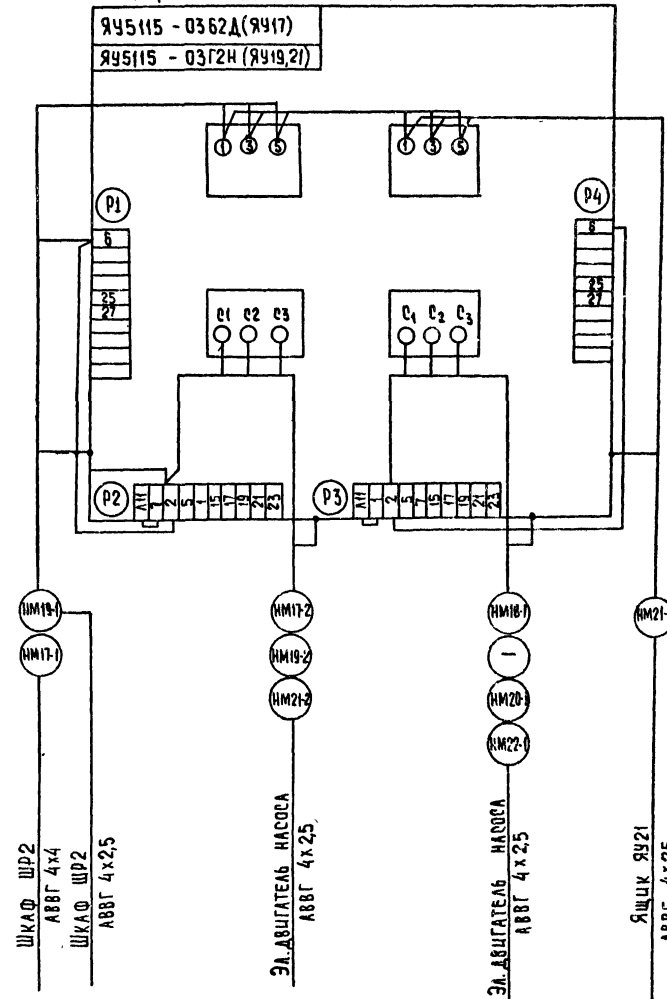 ЯУ5115 - 03Б2Д(ЯУ17)
ЯУ5115 - 03Г2Н(ЯУ19,21)
1 3 5
1 3 5
Р1
Р4
6
25
27
6
25
27
С1 С2 С3
С1 С2 С3
Р2
А11 2 5 1 15 17 19 21 23
Р3
А11 1 2 5 7 15 17 19 21 23
НМ19-1
НМ17-1
НМ17-2
НМ19-2
НМ21-2
НМ18-1
—
НМ20-1
НМ22-1
НМ21-
Шкаф ШР2
АВВГ 4х4
Шкаф ШР2
АВВГ 4х2,5
Эл.двигатель насоса
АВВГ 4х2,5
Эл.двигатель насоса
АВВГ 4х2,5
Ящик ЯУ21